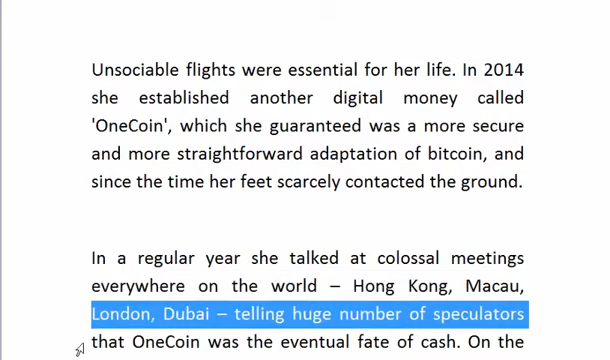 Unsociable flights were essential for her life. In 2014
she established another digital money called
'OneCoin', which she guaranteed was a more secure
and more straightforward adaptation of bitcoin, and
since the time her feet scarcely contacted the ground.
In a regular year she talked at colossal meetings
everywhere on the world – Hong Kong, Macau,
London, Dubai – telling huge number of speculators
that OneCoin was the eventual fate of cash. On the